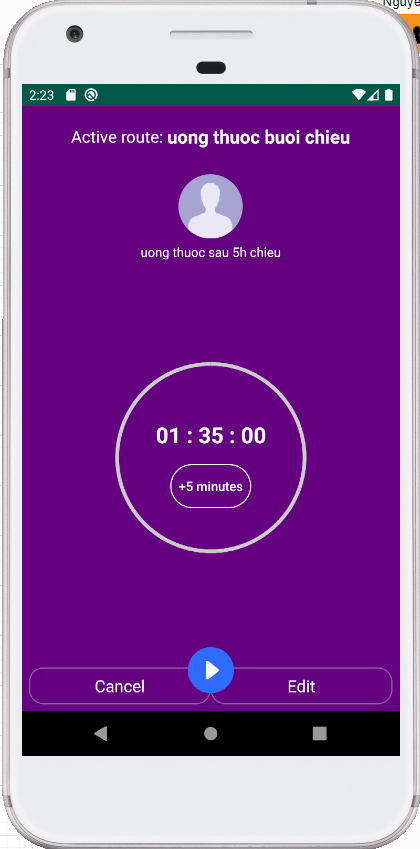 Nguye
2:23
Active route: uong thuoc buoi chieu
uong thuoc sau 5h chieu
01 : 35 : 00
+5 minutes
Cancel
Edit